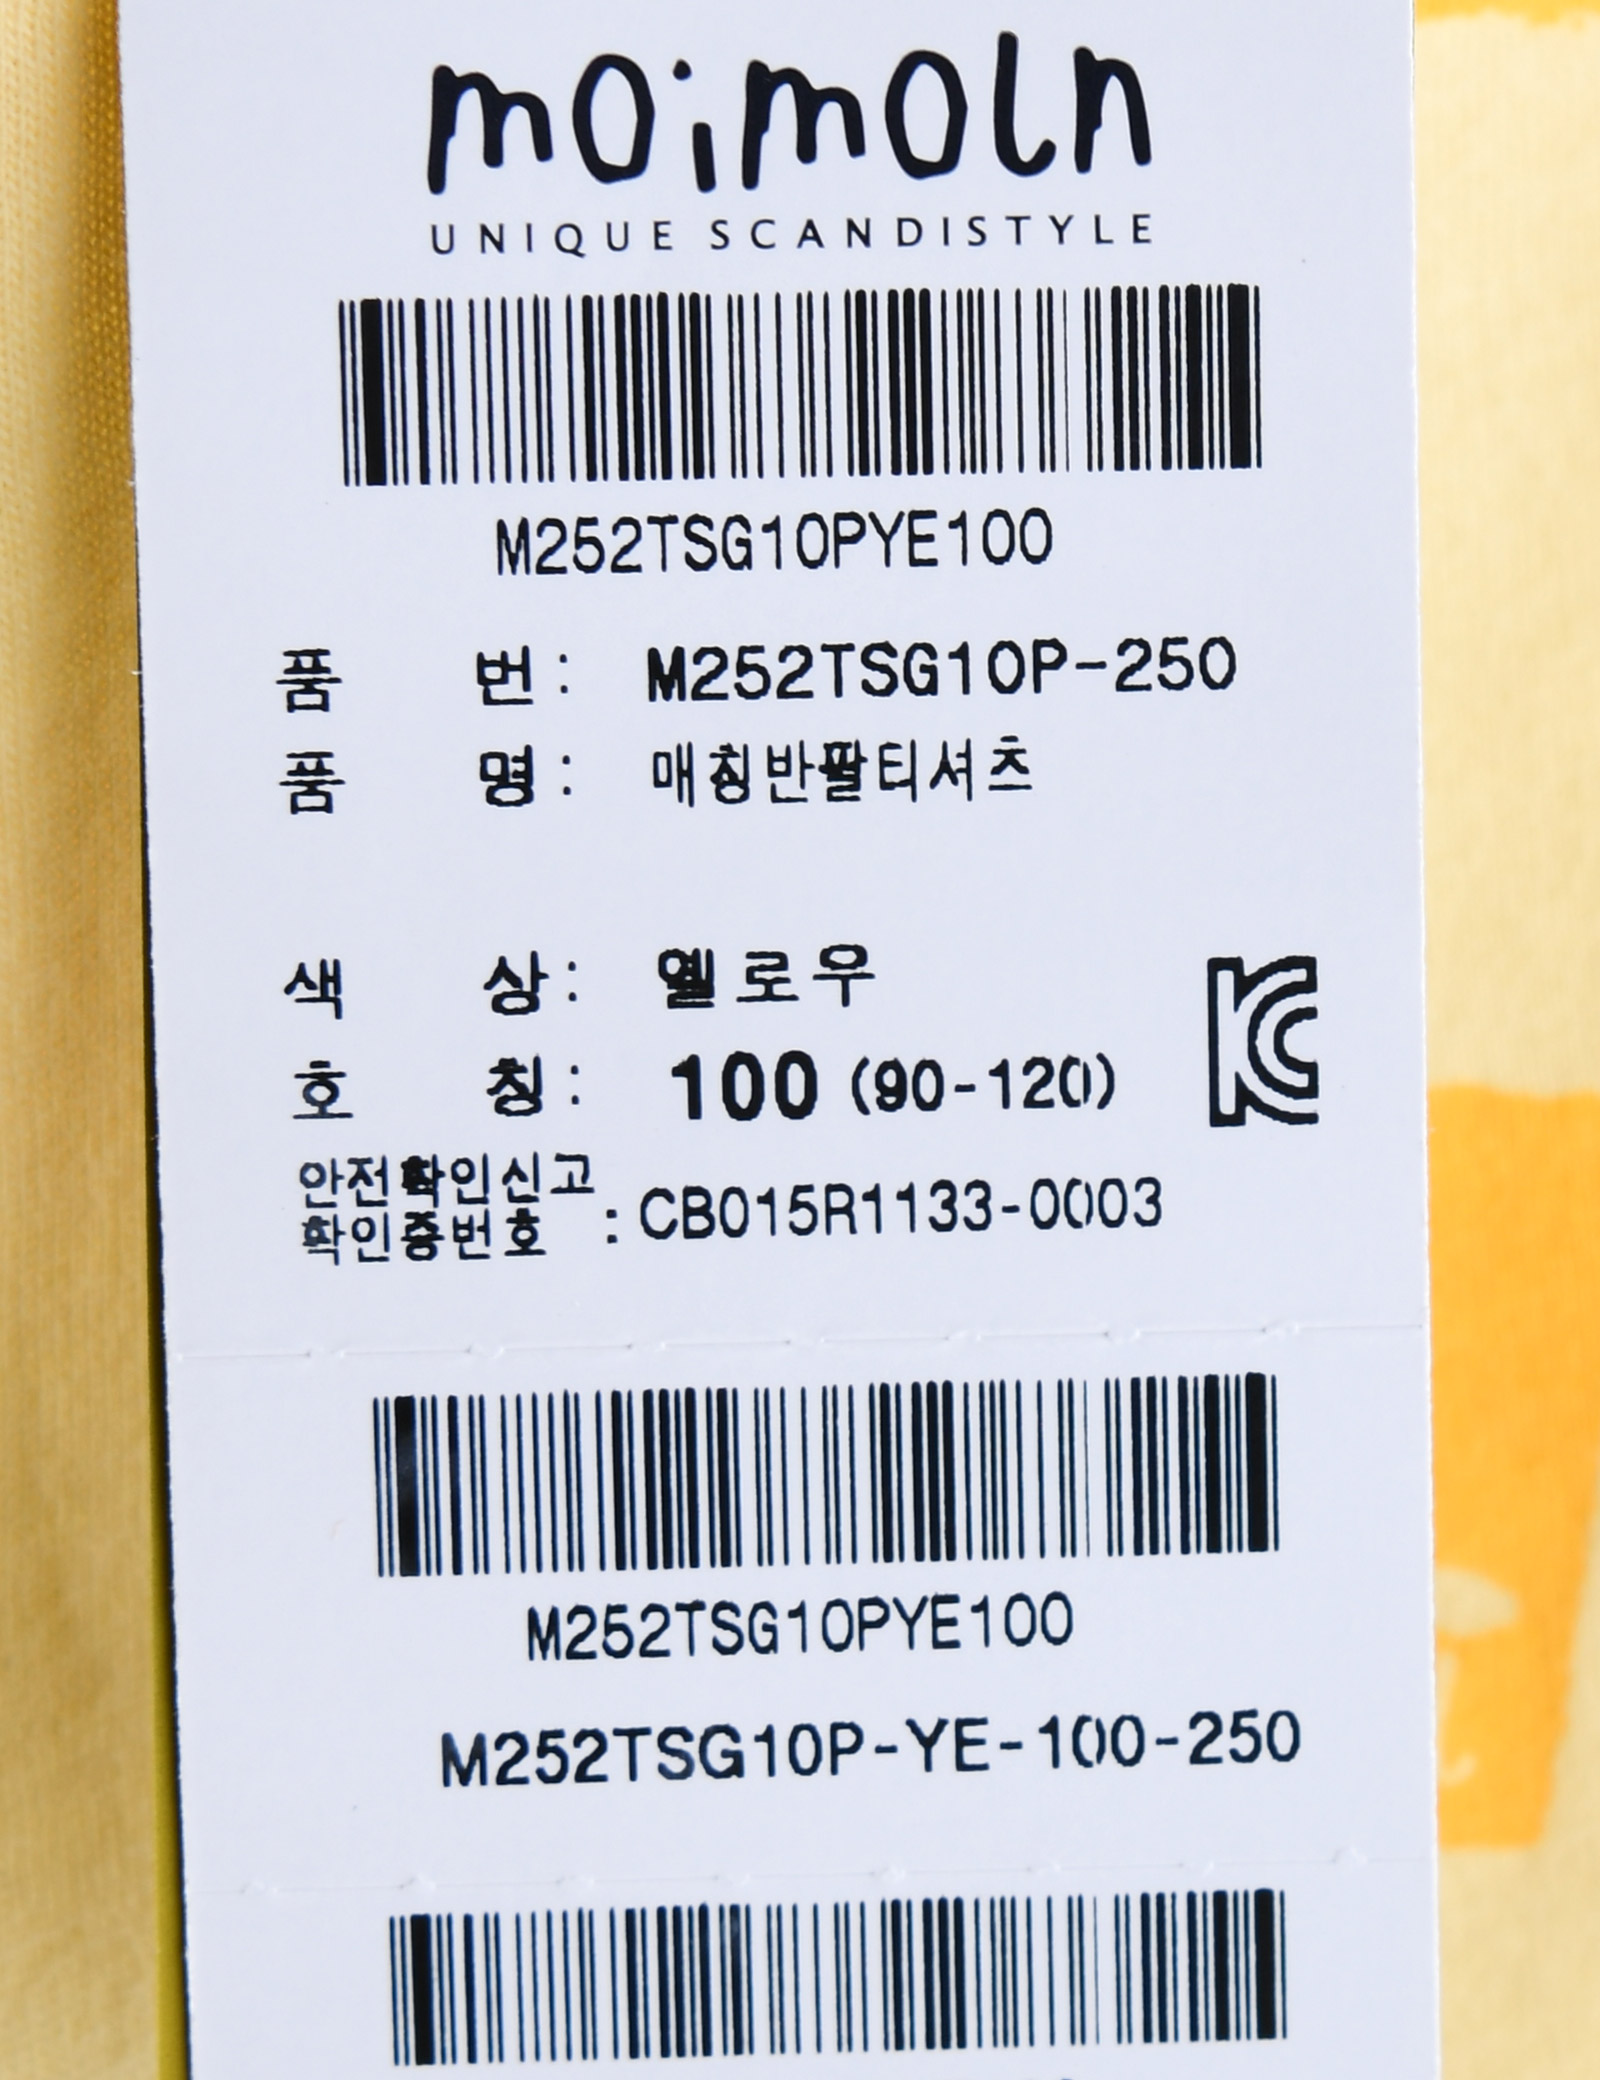 moimoln
UNIQUE SCANDISTYLE
M252TSG10PYE100
품 번 : M252TSG10P-250
품 명 : 매칭반팔티셔츠
색 상 : 옐로우
호 칭 : 100 (90-120)
안전확인신고
확인증번호 : CB015R1133-0003
M252TSG10PYE100
M252TSG10P-YE-100-250